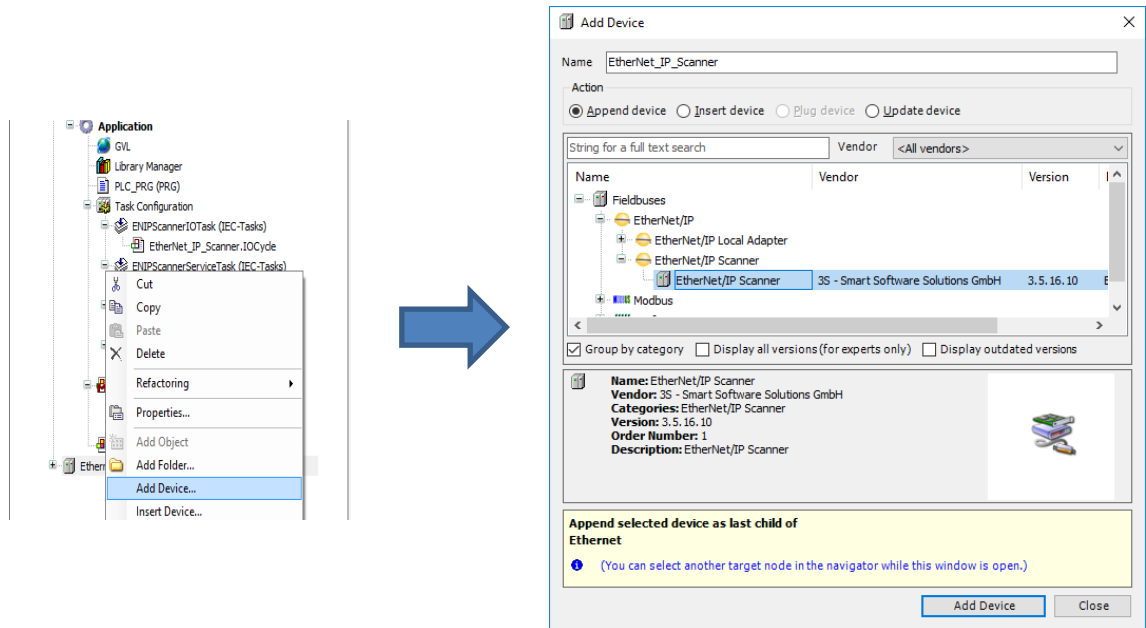 Application
GVL
Library Manager
PLC_PRG (PRG)
Task Configuration
ENIPScannerIOTask (IEC-Tasks)
EtherNet_IP_Scanner.IOCycle
ENIPScannerServiceTask (IEC-Tasks)
Cut
Copy
Paste
Delete
Refactoring
Properties...
Add Object
Ethern
Add Folder...
Add Device...
Insert Device...
Add Device
Name EtherNet_IP_Scanner
Action
Append device Insert device Plug device Update device
String for a full text search Vendor <All vendors>
Name Vendor Version
Fieldbuses
EtherNet/IP
EtherNet/IP Local Adapter
EtherNet/IP Scanner
EtherNet/IP Scanner 3S - Smart Software Solutions GmbH 3.5.16.10 E
Modbus
Group by category Display all versions (for experts only) Display outdated versions
Name: EtherNet/IP Scanner
Vendor: 3S - Smart Software Solutions GmbH
Categories: EtherNet/IP Scanner
Version: 3.5.16.10
Order Number: 1
Description: EtherNet/IP Scanner
Append selected device as last child of
Ethernet
(You can select another target node in the navigator while this window is open.)
Add Device Close